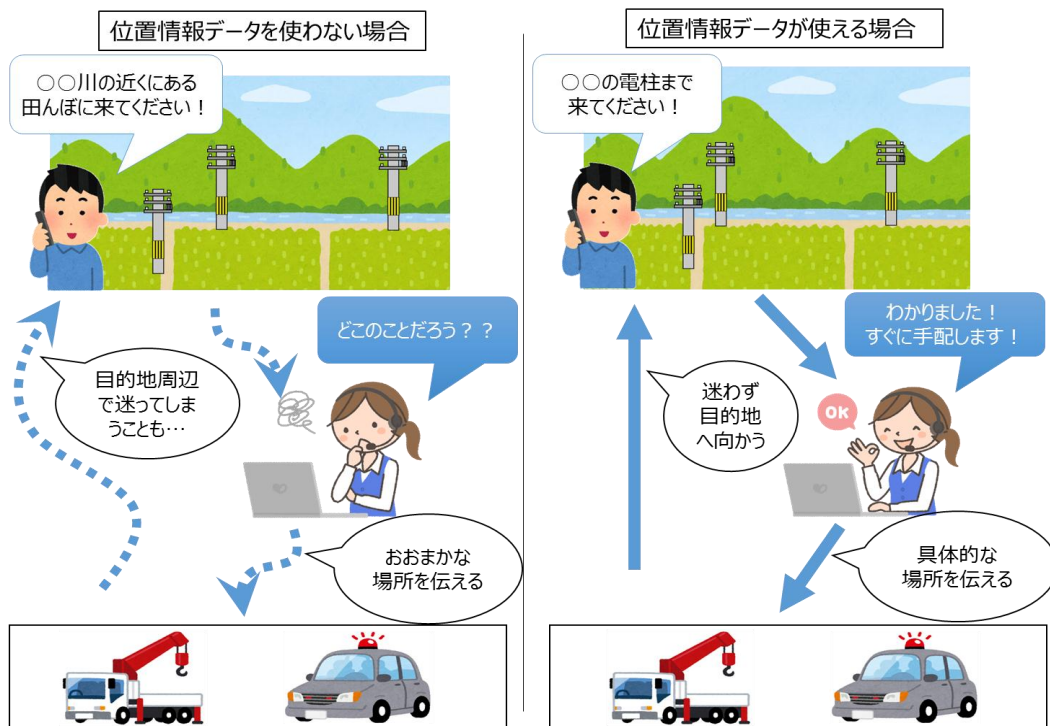 位置情報データを使わない場合
○○川の近くにある
田んぼに来てください！
どこのことだろう？？
目的地周辺
で迷ってしま
うことも…
おおまかな
場所を伝える
位置情報データが使える場合
○○の電柱まで
来てください！
わかりました！
すぐに手配します！
迷わず
目的地
へ向かう
OK
具体的な
場所を伝える